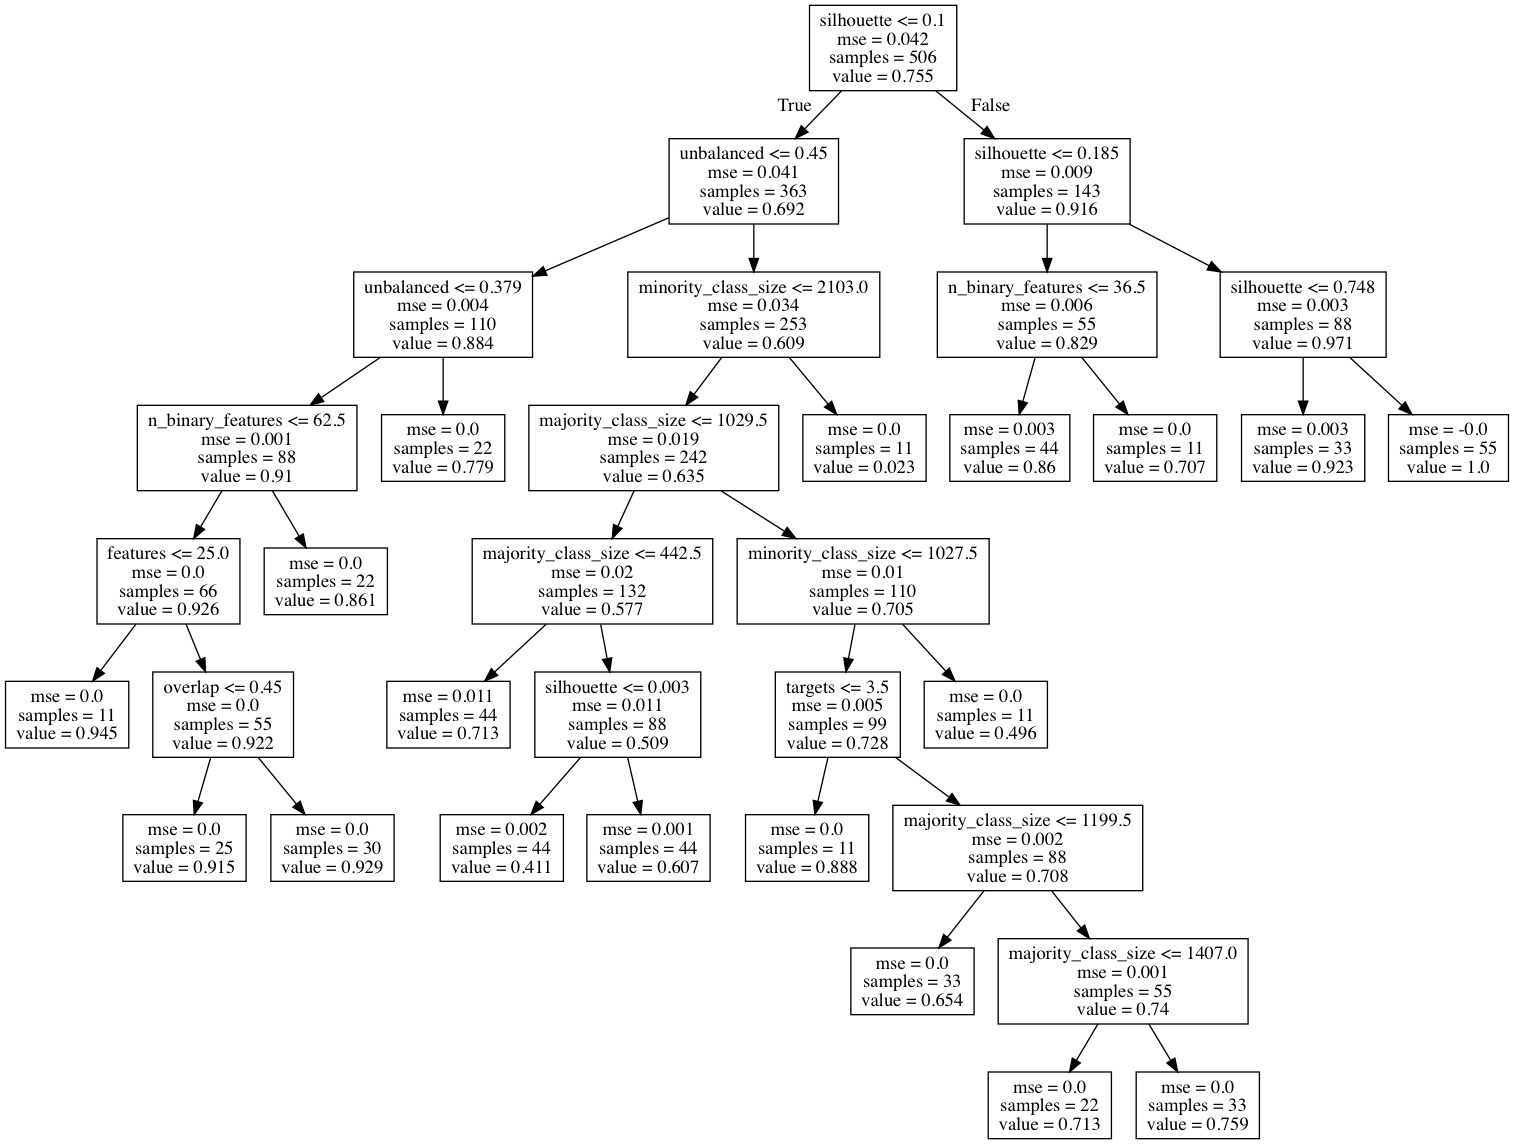 silhouette <= 0.1
mse = 0.042
samples = 506
value = 0.755
True
False
unbalanced <= 0.45
mse = 0.041
samples = 363
value = 0.692
silhouette <= 0.185
mse = 0.009
samples = 143
value = 0.916
unbalanced <= 0.379
mse = 0.004
samples = 110
value = 0.884
minority_class_size <= 2103.0
mse = 0.034
samples = 253
value = 0.609
n_binary_features <= 36.5
mse = 0.006
samples = 55
value = 0.829
silhouette <= 0.748
mse = 0.003
samples = 88
value = 0.971
n_binary_features <= 62.5
mse = 0.001
samples = 88
value = 0.91
mse = 0.0
samples = 22
value = 0.779
majority_class_size <= 1029.5
mse = 0.019
samples = 242
value = 0.635
mse = 0.0
samples = 11
value = 0.023
mse = 0.003
samples = 44
value = 0.86
mse = 0.0
samples = 11
value = 0.707
mse = 0.003
samples = 33
value = 0.923
mse = -0.0
samples = 55
value = 1.0
features <= 25.0
mse = 0.0
samples = 66
value = 0.926
mse = 0.0
samples = 22
value = 0.861
majority_class_size <= 442.5
mse = 0.02
samples = 132
value = 0.577
minority_class_size <= 1027.5
mse = 0.01
samples = 110
value = 0.705
mse = 0.0
samples = 11
value = 0.945
overlap <= 0.45
mse = 0.0
samples = 55
value = 0.922
mse = 0.011
samples = 44
value = 0.713
silhouette <= 0.003
mse = 0.011
samples = 88
value = 0.509
targets <= 3.5
mse = 0.005
samples = 99
value = 0.728
mse = 0.0
samples = 11
value = 0.496
mse = 0.0
samples = 25
value = 0.915
mse = 0.0
samples = 30
value = 0.929
mse = 0.002
samples = 44
value = 0.411
mse = 0.001
samples = 44
value = 0.607
mse = 0.0
samples = 11
value = 0.888
majority_class_size <= 1199.5
mse = 0.002
samples = 88
value = 0.708
mse = 0.0
samples = 33
value = 0.654
majority_class_size <= 1407.0
mse = 0.001
samples = 55
value = 0.74
mse = 0.0
samples = 22
value = 0.713
mse = 0.0
samples = 33
value = 0.759